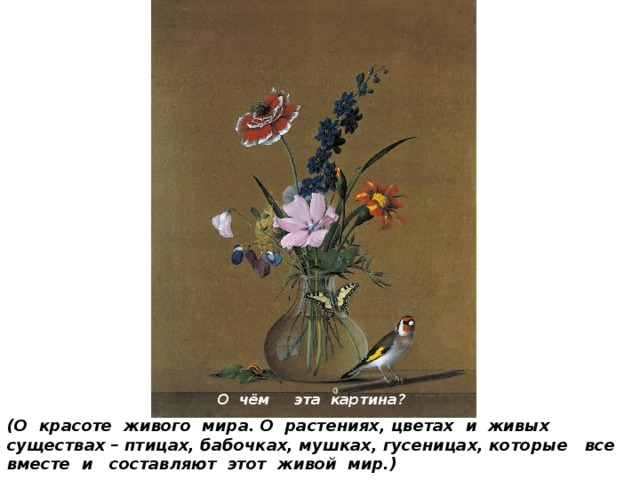 О чём эта картина?
(О красоте живого мира. О растениях, цветах и живых
существах – птицах, бабочках, мушках, гусеницах, которые все
вместе и составляют этот живой мир.)